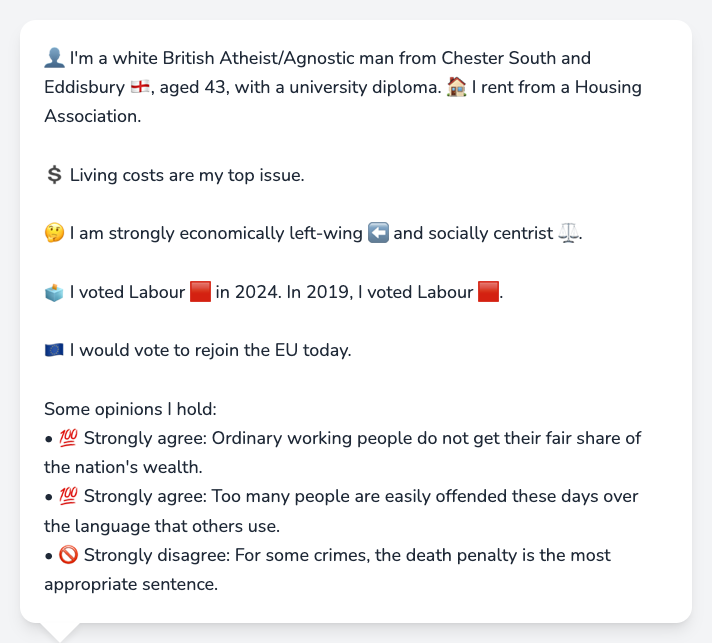 👤 I'm a white British Atheist/Agnostic man from Chester South and
Eddisbury 🏴󠁧󠁢󠁥󠁮󠁧󠁿, aged 43, with a university diploma. 🏠 I rent from a Housing
Association.
💲 Living costs are my top issue.
🤔 I am strongly economically left-wing ⬅️ and socially centrist ⚖️.
🗳️ I voted Labour 🟥 in 2024. In 2019, I voted Labour 🟥.
🇪🇺 I would vote to rejoin the EU today.
Some opinions I hold:
• 💯 Strongly agree: Ordinary working people do not get their fair share of
the nation's wealth.
• 💯 Strongly agree: Too many people are easily offended these days over
the language that others use.
• 🚫 Strongly disagree: For some crimes, the death penalty is the most
appropriate sentence.